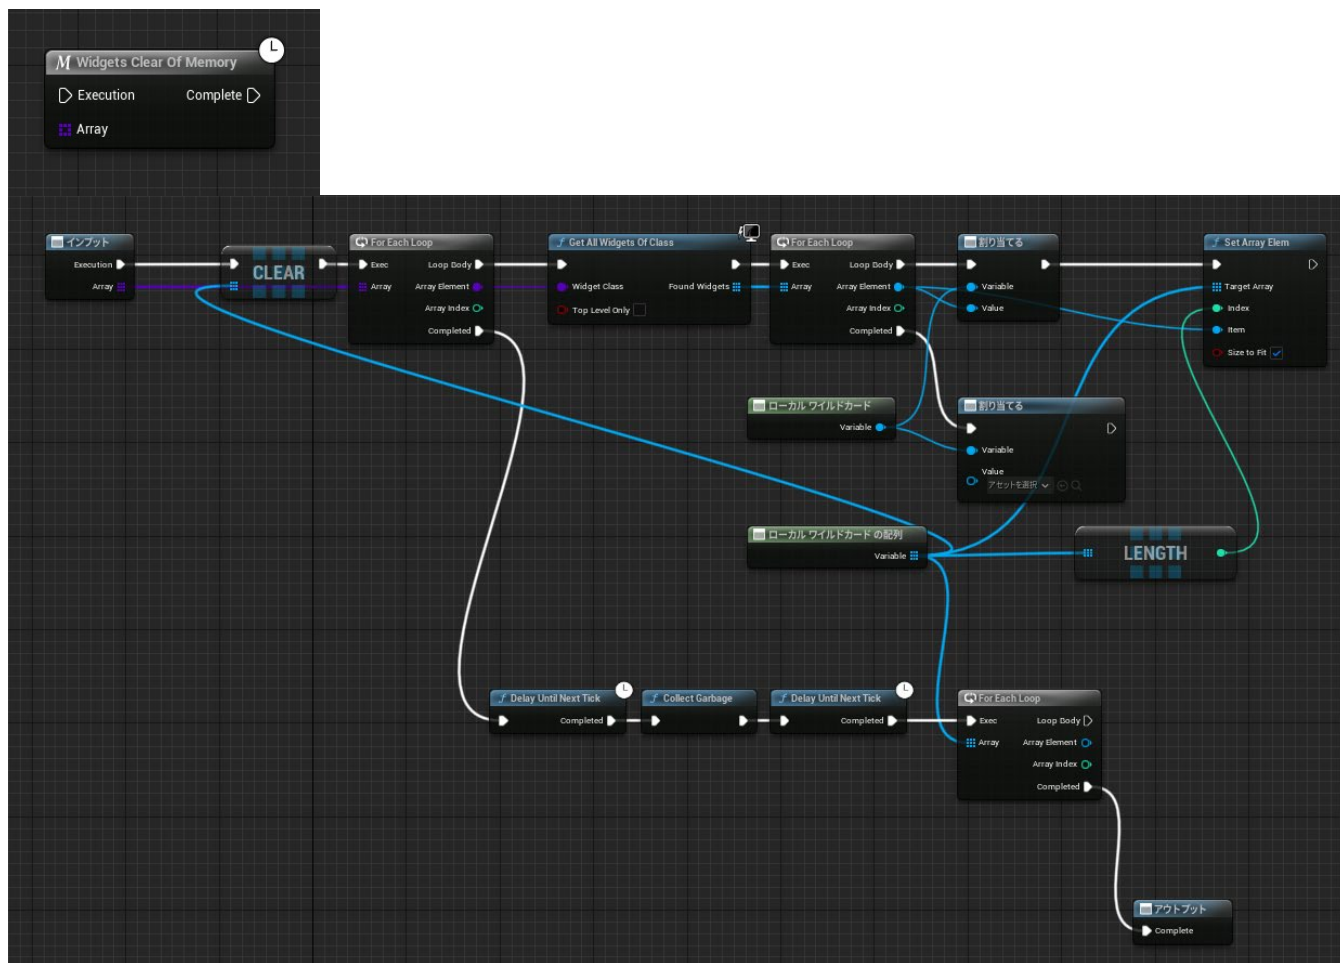 Widgets Clear Of Memory
Execution Complete
Array
インプット
Execution
Array
CLEAR
For Each Loop
Exec Loop Body
Array Array Element
Array Index
Completed
Get All Widgets Of Class
Widget Class Found Widgets
Top Level Only
For Each Loop
Exec Loop Body
Array Array Element
Array Index
Completed
割り当てる
Variable
Value
Set Array Elem
Target Array
Index
Item
Size to Fit
ローカル ワイルドカード
Variable
割り当てる
Variable
Value
アセットを選択
ローカル ワイルドカード の配列
Variable
LENGTH
Delay Until Next Tick
Completed
Collect Garbage
Delay Until Next Tick
Completed
For Each Loop
Exec Loop Body
Array Array Element
Array Index
Completed
アウトプット
Complete